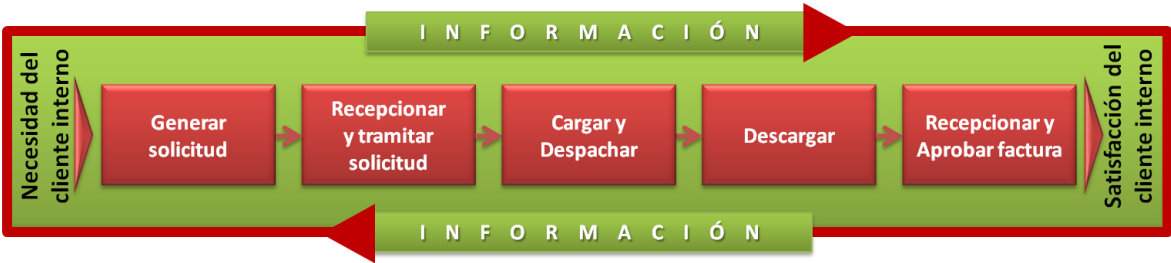 I N F O R M A C I Ó N
Necesidad del
cliente interno
Generar
solicitud
Recepcionar
y tramitar
solicitud
Cargar y
Despachar
Descargar
Recepcionar y
Aprobar factura
Satisfacción del
cliente interno
I N F O R M A C I Ó N